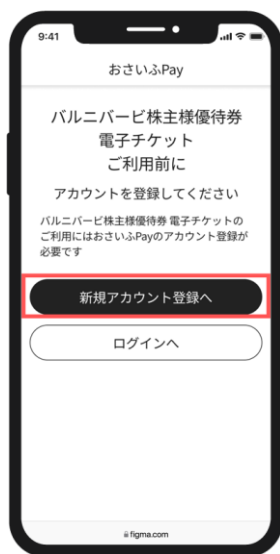 9:41
おさいふPay
バルニバービ株主様優待券
電子チケット
ご利用前に
アカウントを登録してください
バルニバービ株主様優待券 電子チケットの
ご利用にはおさいふPayのアカウント登録が
必要です
新規アカウント登録へ
ログインへ
figma.com